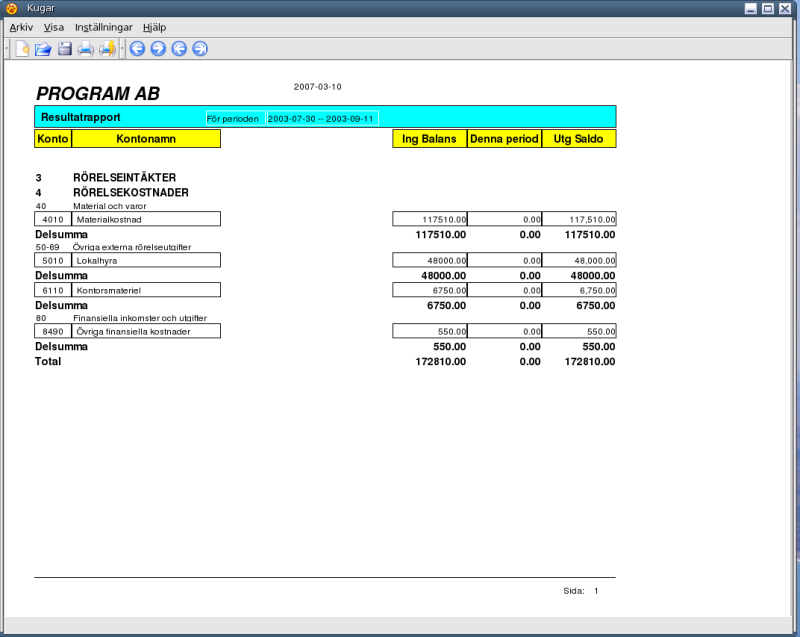 Kugar
Arkiv Visa Inställningar Hjälp
2007-03-10
PROGRAM AB
Resultatrapport För perioden 2003-07-30 -- 2003-09-11
Konto Kontonamn Ing Balans Denna period Utg Saldo
3 RÖRELSEINTÄKTER
4 RÖRELSEKOSTNADER
40 Material och varor
4010 Materialkostnad 117510.00 0.00 117,510.00
Delsumma 117510.00 0.00 117510.00
50-69 Övriga externa rörelseutgifter
5010 Lokalhyra 48000.00 0.00 48,000.00
Delsumma 48000.00 0.00 48000.00
6110 Kontorsmateriel 6750.00 0.00 6,750.00
Delsumma 6750.00 0.00 6750.00
80 Finansiella inkomster och utgifter
8490 Övriga finansiella kostnader 550.00 0.00 550.00
Delsumma 550.00 0.00 550.00
Total 172810.00 0.00 172810.00
Sida: 1